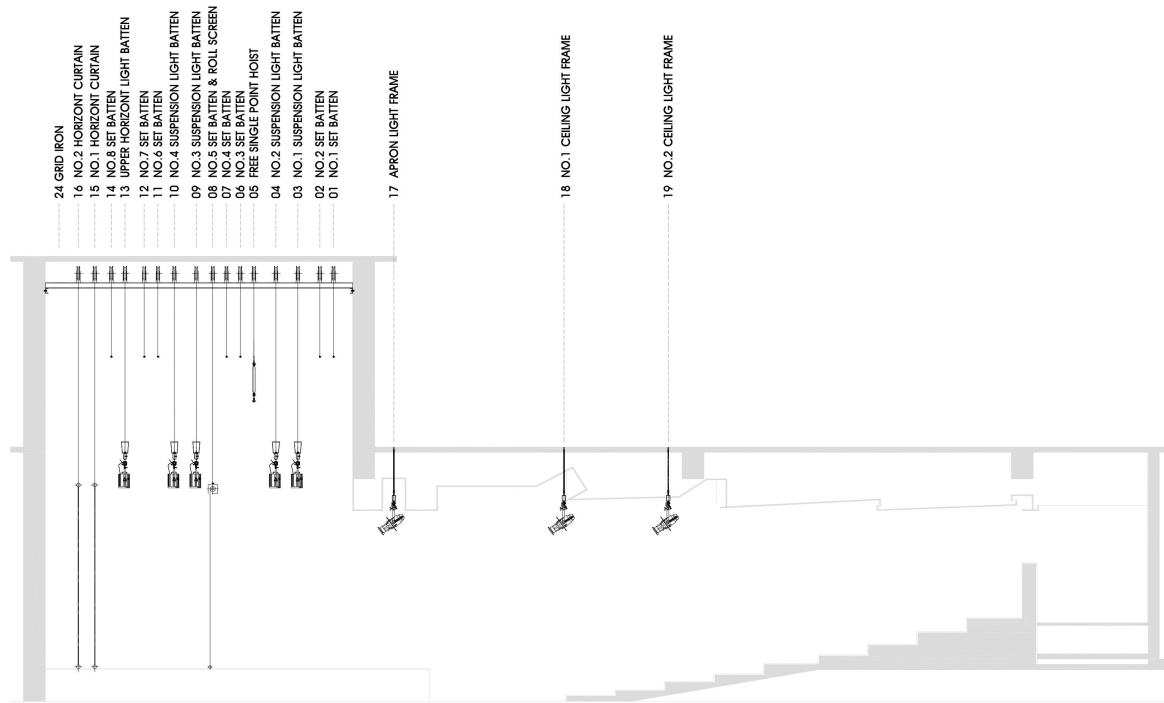 24 GRID IRON
16 NO.2 HORIZONT CURTAIN
15 NO.1 HORIZONT CURTAIN
14 NO.8 SET BATTEN
13 UPPER HORIZONT LIGHT BATTEN
12 NO.7 SET BATTEN
11 NO.6 SET BATTEN
10 NO.4 SUSPENSION LIGHT BATTEN
09 NO.3 SUSPENSION LIGHT BATTEN
08 NO.5 SET BATTEN & ROLL SCREEN
07 NO.4 SET BATTEN
06 NO.3 SET BATTEN
05 FREE SINGLE POINT HOIST
04 NO.2 SUSPENSION LIGHT BATTEN
03 NO.1 SUSPENSION LIGHT BATTEN
02 NO.2 SET BATTEN
01 NO.1 SET BATTEN
17 APRON LIGHT FRAME
18 NO.1 CEILING LIGHT FRAME
19 NO.2 CEILING LIGHT FRAME